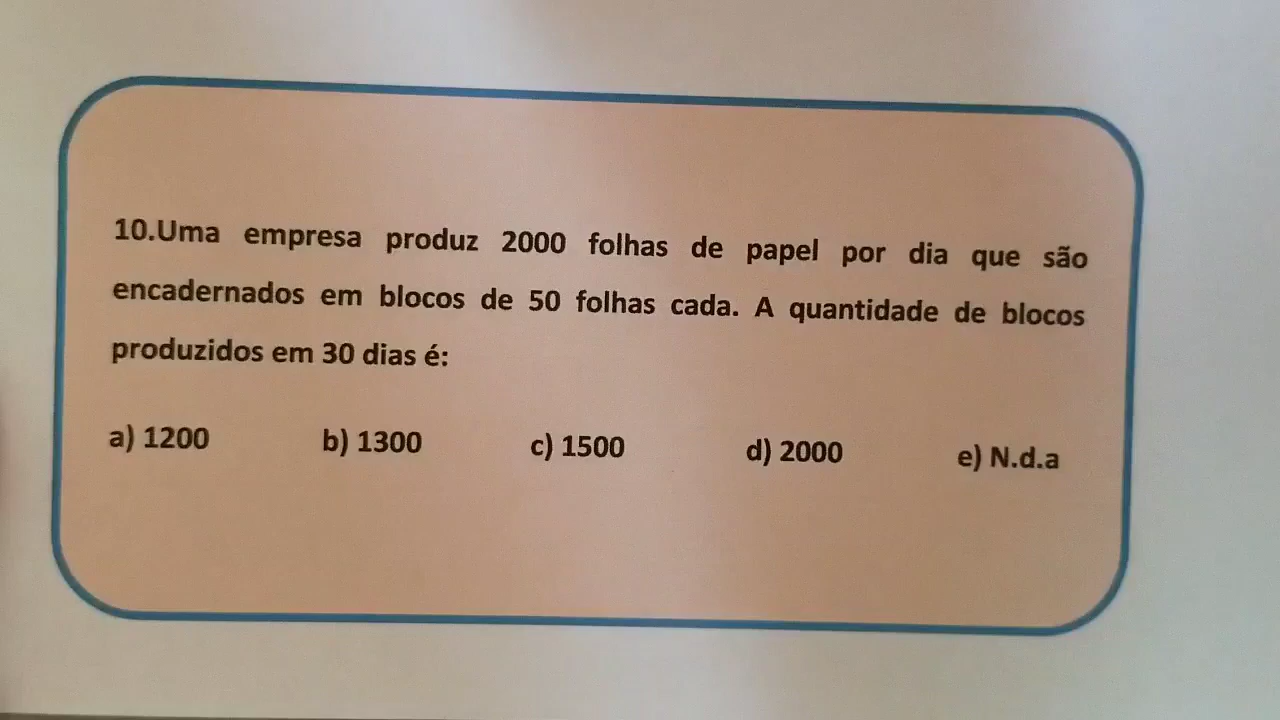 10.Uma empresa produz 2000 folhas de papel por dia que são
encadernados em blocos de 50 folhas cada. A quantidade de blocos
produzidos em 30 dias é:
a) 1200 b) 1300 c) 1500 d) 2000 e) N.d.a